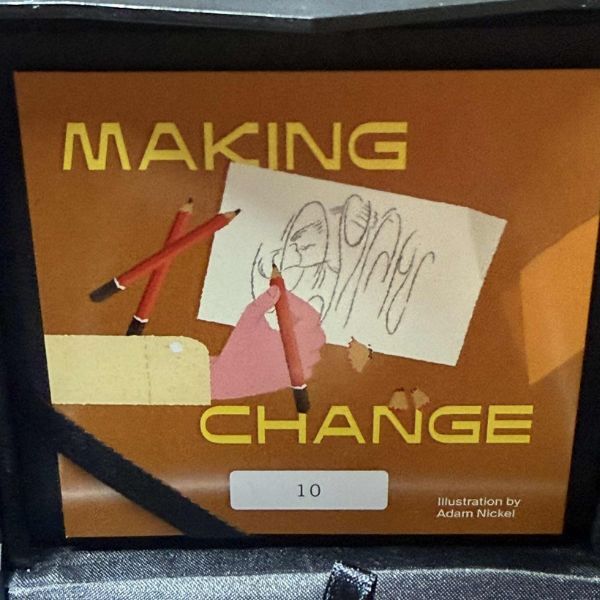 MAKING
CHANGE
10
Illustration by
Adam Nickel